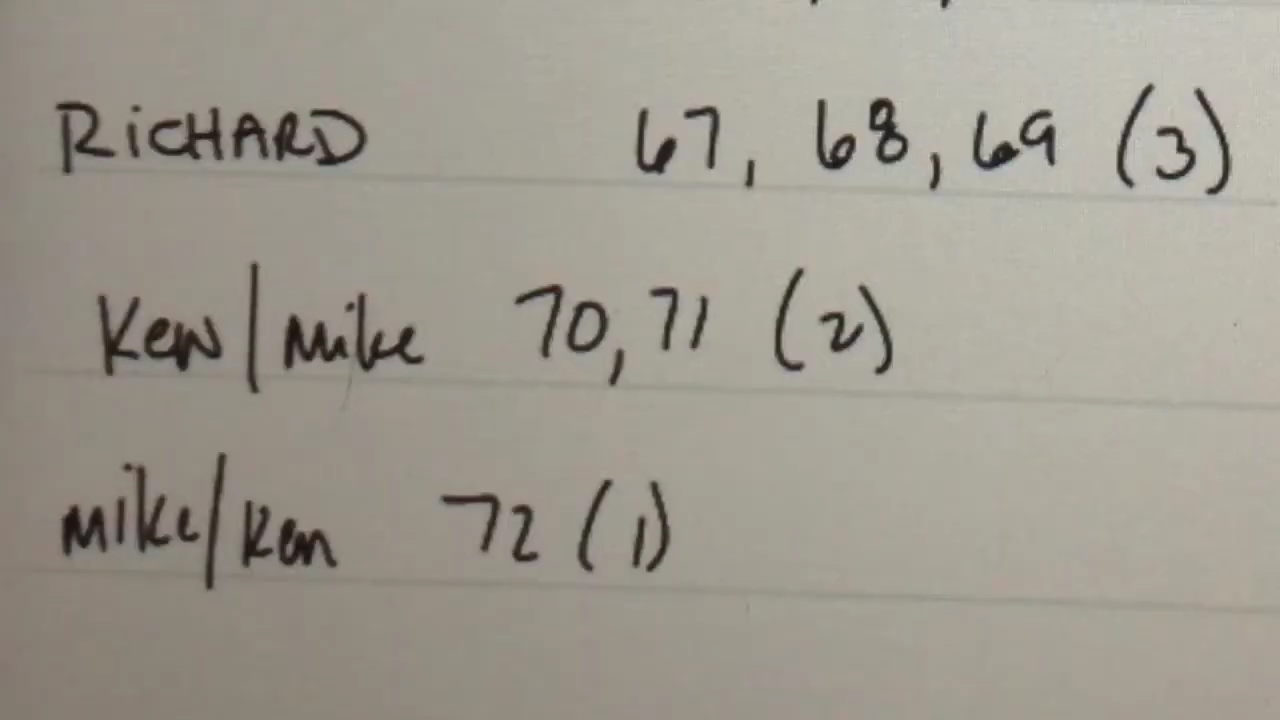 RiCHARD 67, 68, 69 (3)
Ken/Mike 70, 71 (2)
Mike/Ken 72 (1)